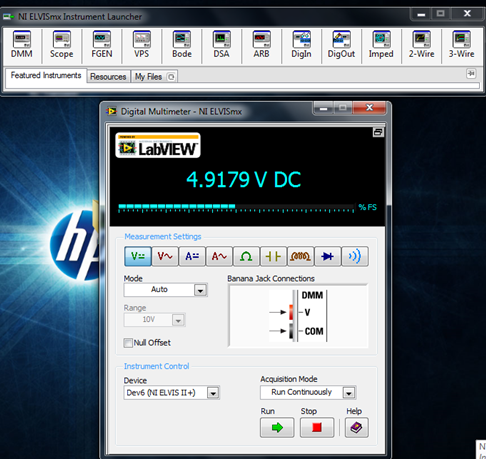 NI ELVISmx Instrument Launcher
DMM Scope FGEN VPS Bode DSA ARB DigIn DigOut Imped 2-Wire 3-Wire
Featured Instruments Resources My Files
Digital Multimeter - NI ELVISmx
LabVIEW
4.9179 V DC
% FS
Measurement Settings
V V A A Ω
Mode
Banana Jack Connections
Auto
DMM
Range
V
10V
COM
Null Offset
Instrument Control
Device
Acquisition Mode
Dev6 (NI ELVIS II+)
Run Continuously
Run Stop Help
hp
N